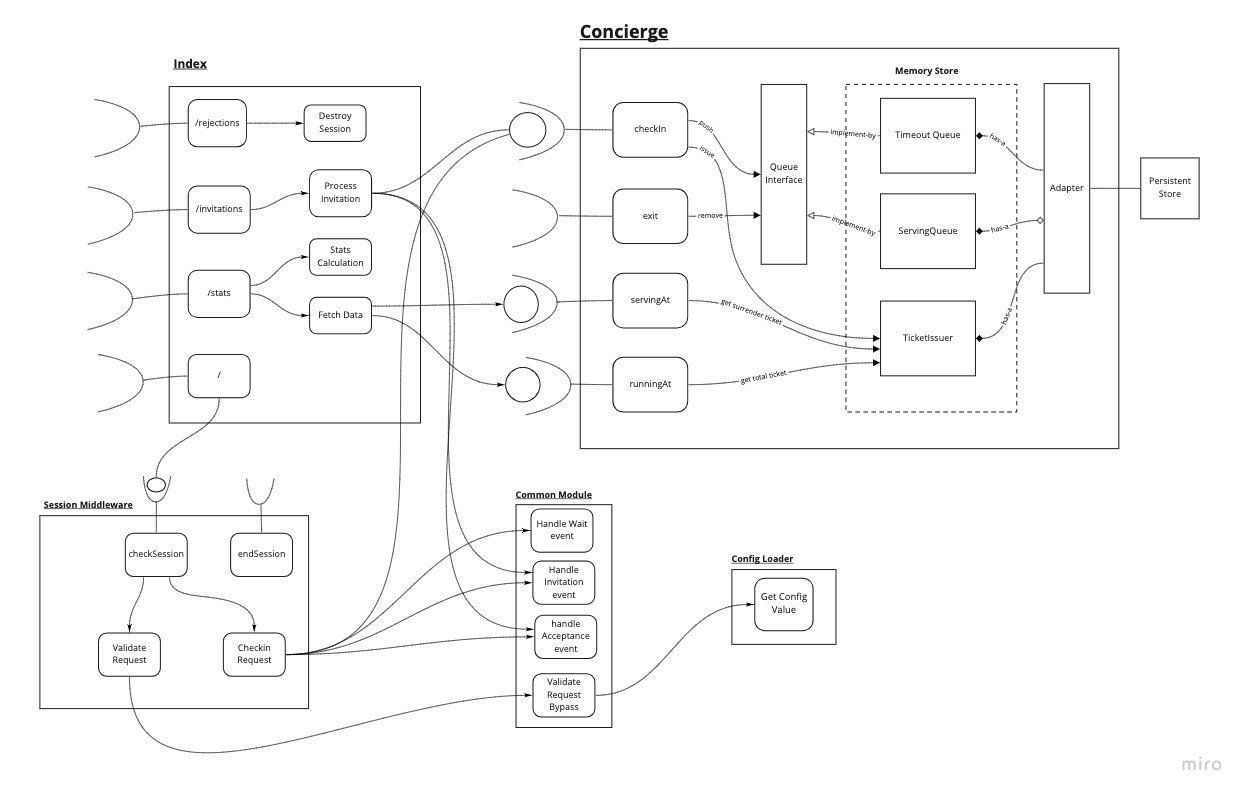 Concierge
Index
Memory Store
/rejections
Destroy
Session
checkIn
push
issue
implement-by
Timeout Queue
has-a
Queue
Interface
Adapter
Persistent
Store
/invitations
Process
Invitation
exit
remove
implement-by
ServingQueue
has-a
Stats
Calculation
/stats
Fetch Data
servingAt
get surrender ticket
TicketIssuer
has-a
/
runningAt
get total ticket
Session Middleware
checkSession
endSession
Validate
Request
Checkin
Request
Common Module
Handle Wait
event
Handle
Invitation
event
handle
Acceptance
event
Validate
Request
Bypass
Config Loader
Get Config
Value
miro